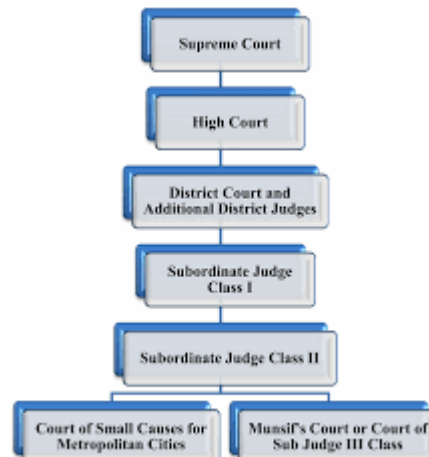 Supreme Court
High Court
District Court and
Additional District Judges
Subordinate Judge
Class I
Subordinate Judge Class II
Court of Small Causes for
Metropolitan Cities
Munsif's Court or Court of
Sub Judge III Class